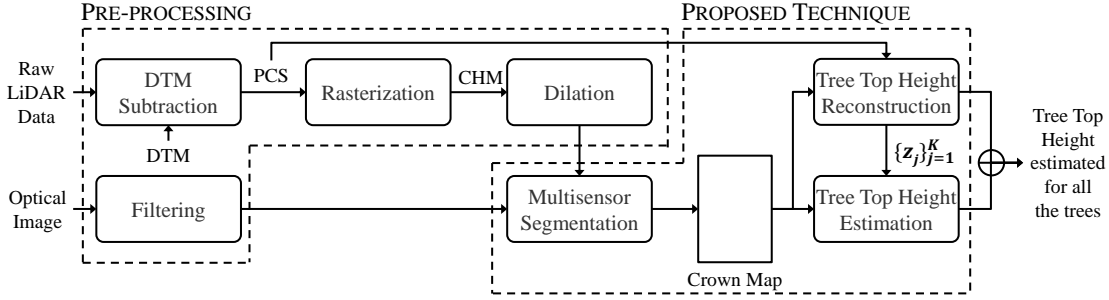 PRE-PROCESSING
PROPOSED TECHNIQUE
Raw
LiDAR
Data
DTM
Subtraction
PCS
Rasterization
CHM
Dilation
Tree Top Height
Reconstruction
DTM
{z_j}_{j=1}^{K}
Tree Top
Height
estimated
for all
the trees
Optical
Image
Filtering
Multisensor
Segmentation
Crown Map
Tree Top Height
Estimation